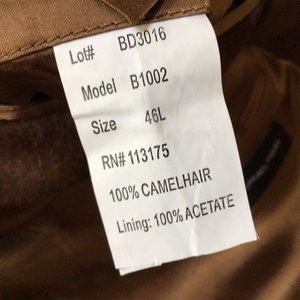 Lot# BD3016
Model B1002
Size 46L
RN# 113175
100% CAMELHAIR
Lining: 100% ACETATE